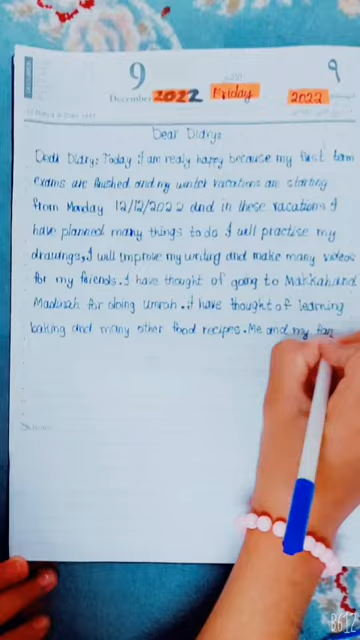 9
December 2022
Friday
2022
٩
Dear Diary:
Dear Diary: Today i am realy happy because my first term
exams are finshed and my winter vacations are starting
from Monday 12/12/2022 and in these vacations I
have planned many things to do I will practise my
drawings, I will improve my writing and make many videos
for my friends. I have thought of going to Makkah and
Madinah for doing Umrah. i have thought of learning
baking and many other food recipes. Me and my
B612